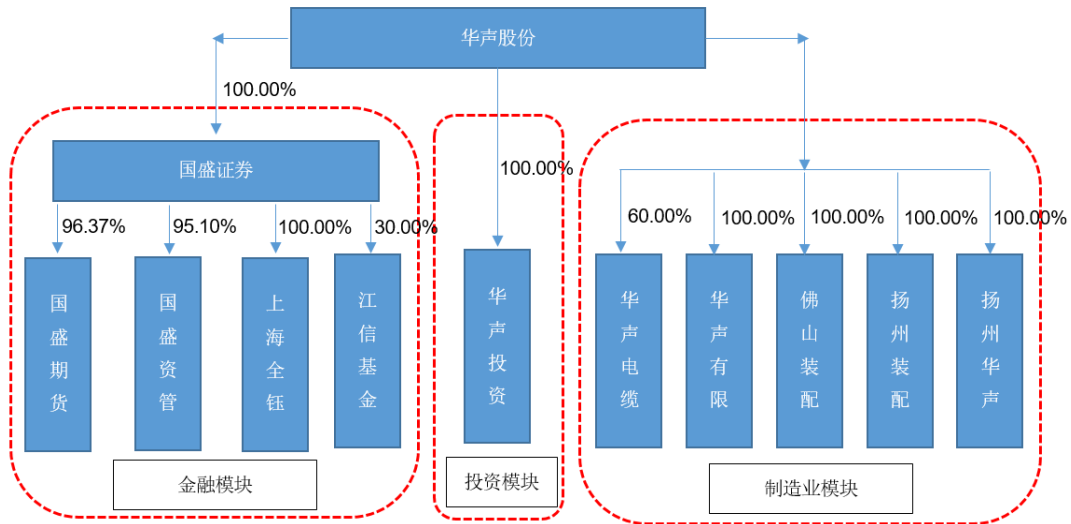 华声股份
100.00%
国盛证券
96.37%
95.10%
100.00%
30.00%
国盛期货
国盛资管
上海全钰
江信基金
金融模块
100.00%
华声投资
投资模块
60.00%
100.00%
100.00%
100.00%
100.00%
华声电缆
华声有限
佛山装配
扬州装配
扬州华声
制造业模块